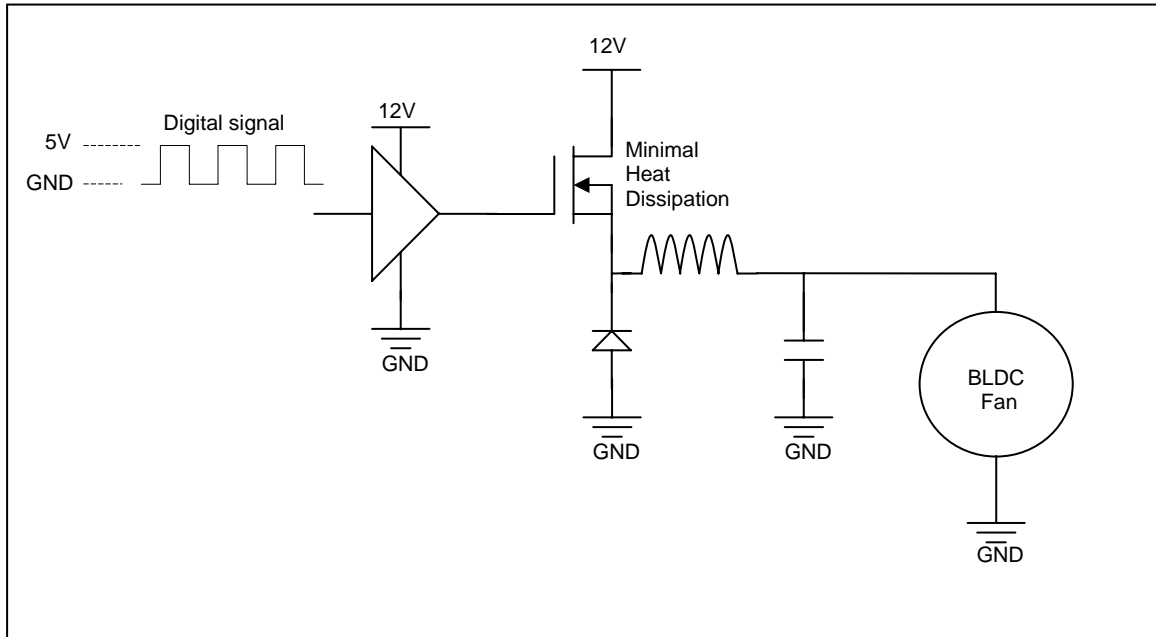 12V
12V
Digital signal
5V
GND
Minimal
Heat
Dissipation
GND
GND
GND
BLDC
Fan
GND